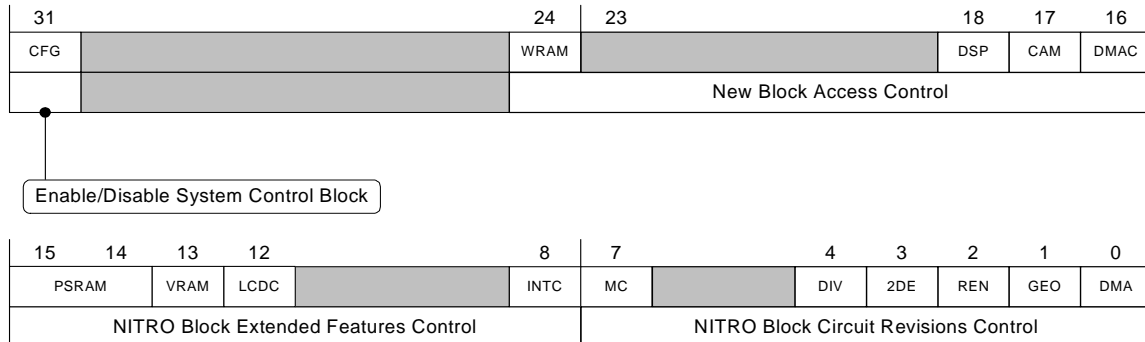 31 24 23 18 17 16
CFG WRAM DSP CAM DMAC
New Block Access Control
Enable/Disable System Control Block
15 14 13 12 8 7 4 3 2 1 0
PSRAM VRAM LCDC INTC MC DIV 2DE REN GEO DMA
NITRO Block Extended Features Control NITRO Block Circuit Revisions Control